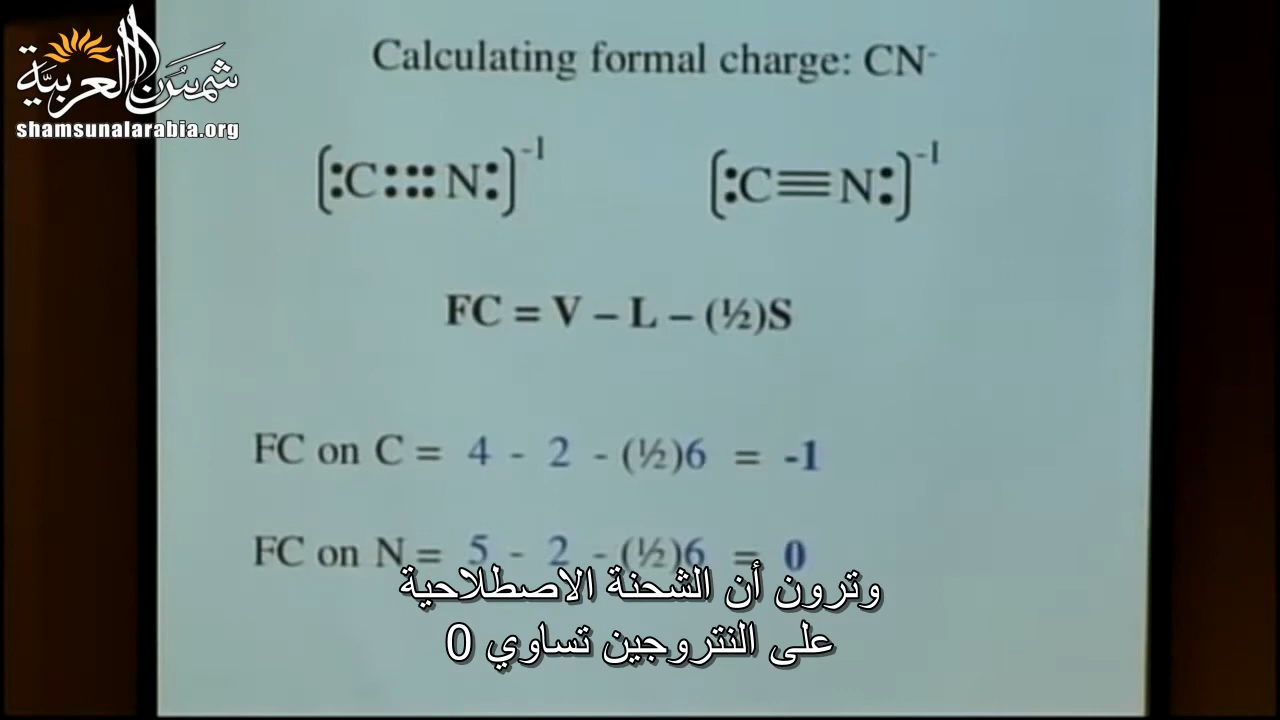 شمس العربية
shamsunalarabia.org
Calculating formal charge: CN⁻
[:C⋮⋮N:]⁻¹ [:C≡N:]⁻¹
FC = V – L – (½)S
FC on C = 4 - 2 - (½)6 = -1
FC on N = 5 - 2 - (½)6 = 0
وترون أن الشحنة الاصطلاحية
على النتروجين تساوي 0